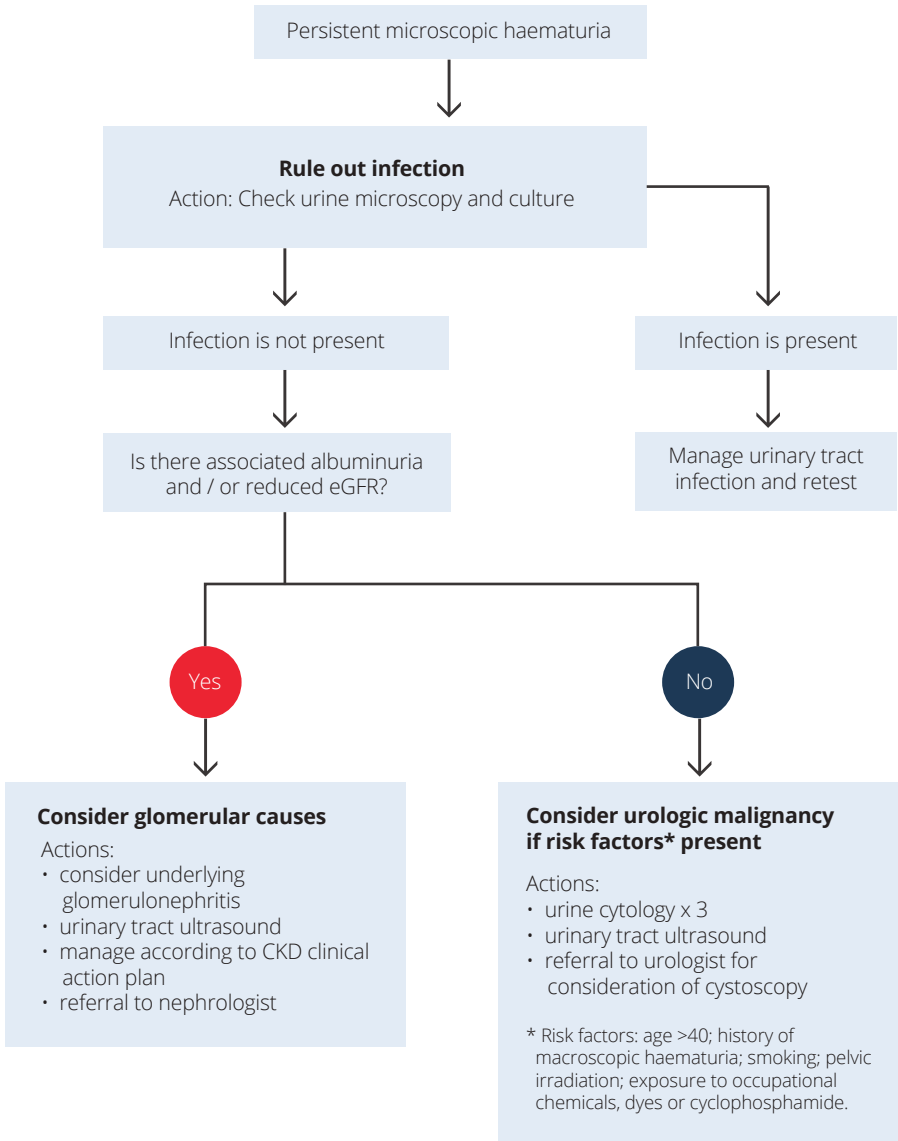 Persistent microscopic haematuria
Rule out infection
Action: Check urine microscopy and culture
Infection is not present
Infection is present
Is there associated albuminuria
and / or reduced eGFR?
Manage urinary tract
infection and retest
Yes
No
Consider glomerular causes
Actions:
• consider underlying
glomerulonephritis
• urinary tract ultrasound
• manage according to CKD clinical
action plan
• referral to nephrologist
Consider urologic malignancy
if risk factors* present
Actions:
• urine cytology x 3
• urinary tract ultrasound
• referral to urologist for
consideration of cystoscopy
* Risk factors: age >40; history of
macroscopic haematuria; smoking; pelvic
irradiation; exposure to occupational
chemicals, dyes or cyclophosphamide.